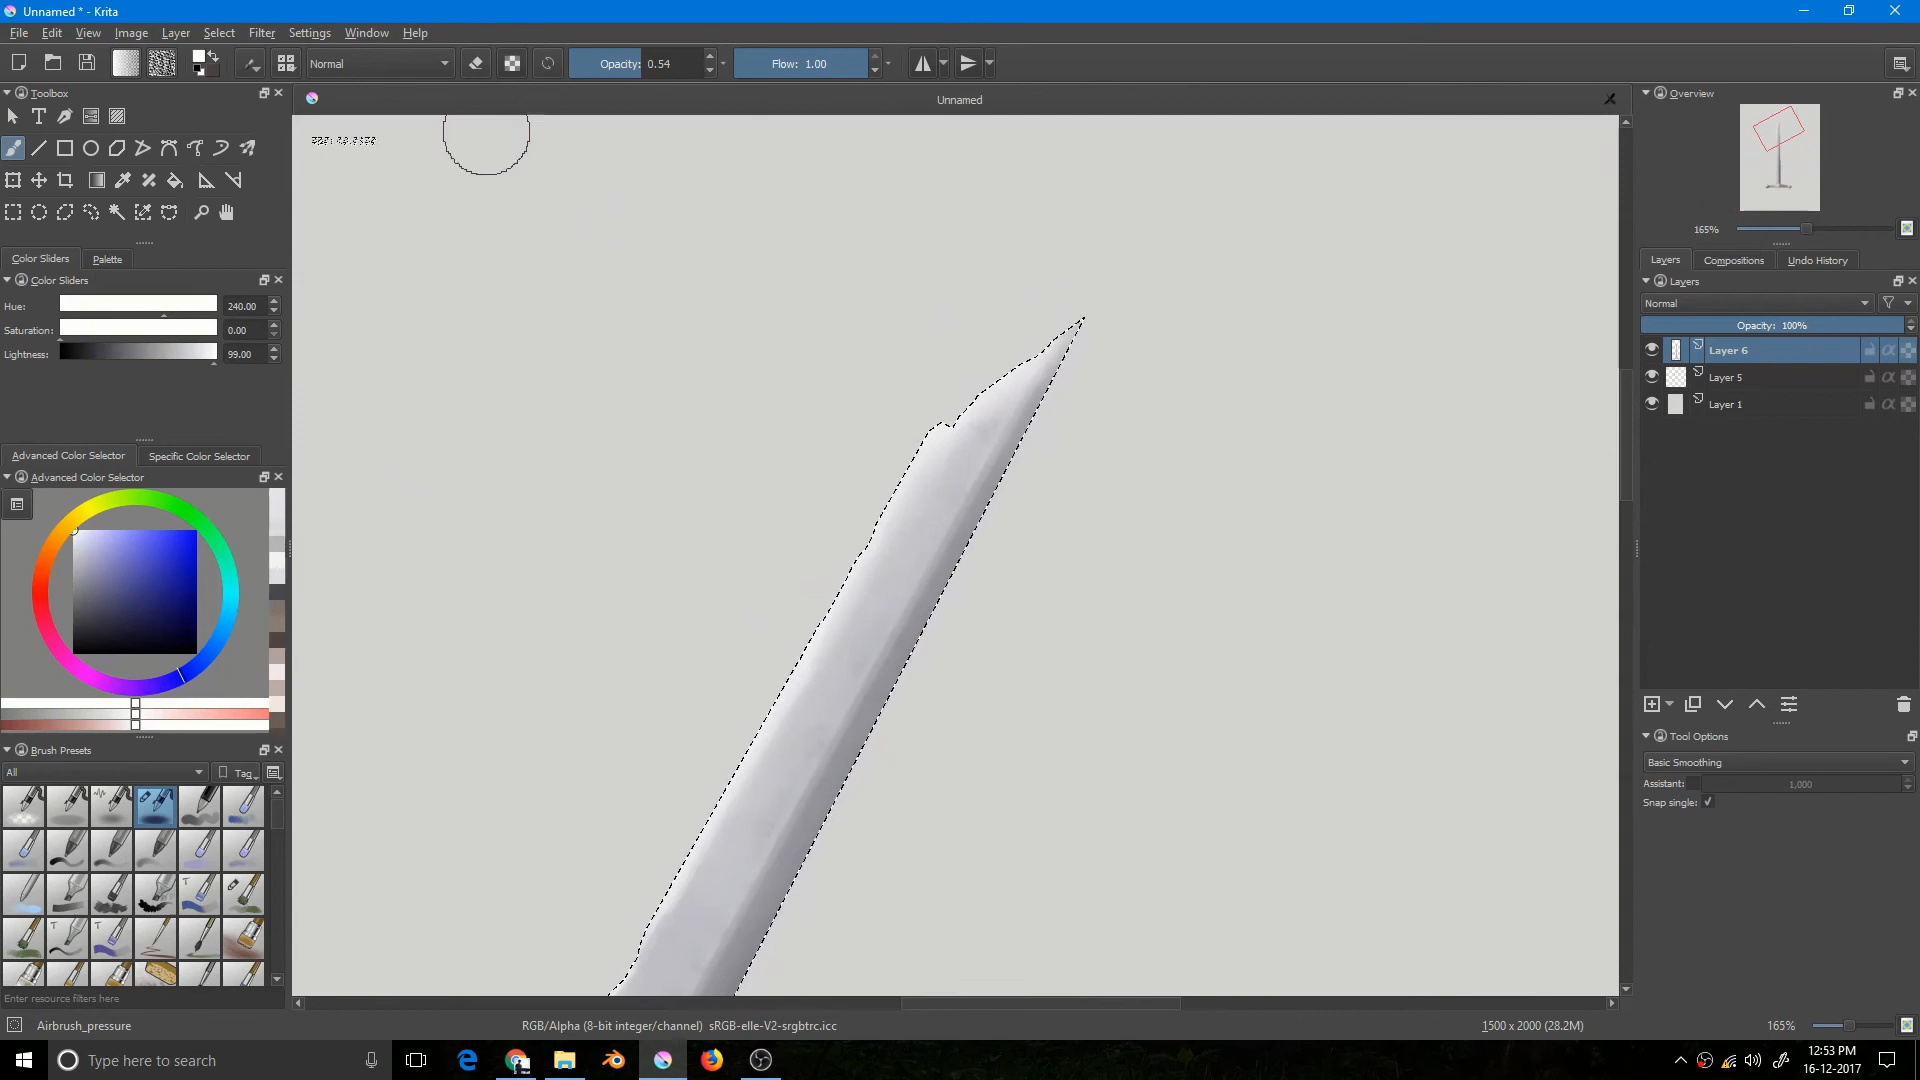 Unnamed * - Krita
File Edit View Image Layer Select Filter Settings Window Help
Normal
Opacity: 0.54
Flow: 1.00
Toolbox
Unnamed
Overview
165%
Color Sliders Palette
Color Sliders
Hue: 240.00
Saturation: 0.00
Lightness: 99.00
Layers Compositions Undo History
Layers
Normal
Opacity: 100%
Layer 6
Layer 5
Layer 1
Advanced Color Selector Specific Color Selector
Advanced Color Selector
Brush Presets
All
Tag
Tool Options
Basic Smoothing
Assistant: 1,000
Snap single:
Enter resource filters here
Airbrush_pressure
RGB/Alpha (8-bit integer/channel) sRGB-elle-V2-srgbtrc.icc
1500 x 2000 (28.2M)
165%
Type here to search
12:53 PM
16-12-2017